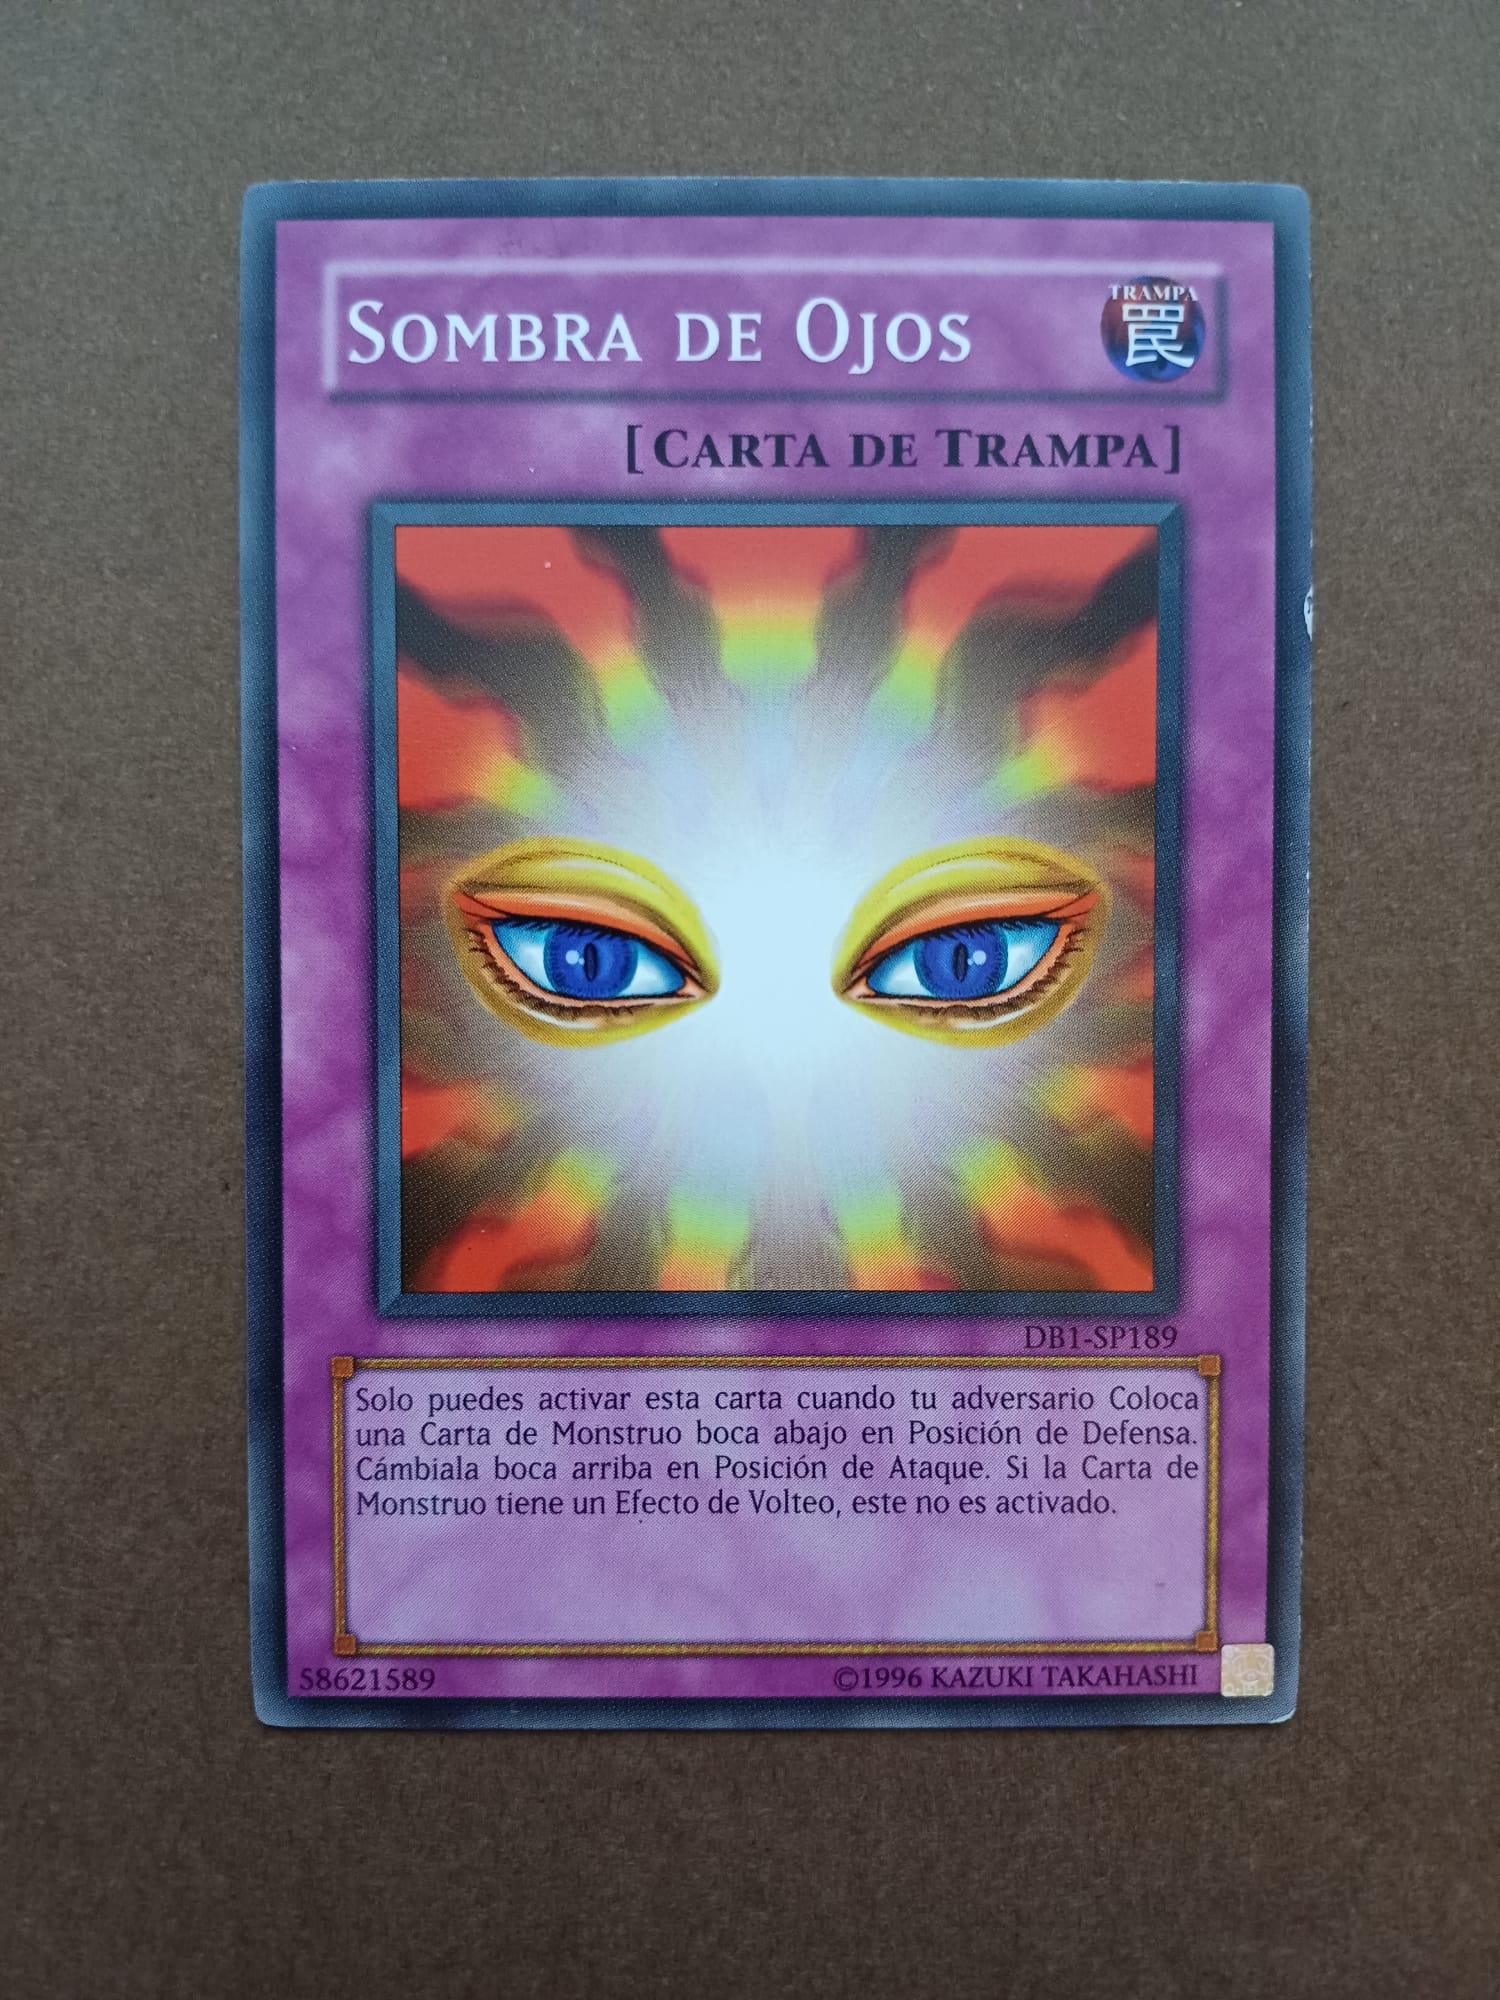 SOMBRA DE OJOS
TRAMPA
罠
[CARTA DE TRAMPA]
DB1-SP189
Solo puedes activar esta carta cuando tu adversario Coloca
una Carta de Monstruo boca abajo en Posición de Defensa.
Cámbiala boca arriba en Posición de Ataque. Si la Carta de
Monstruo tiene un Efecto de Volteo, este no es activado.
58621589
©1996 KAZUKI TAKAHASHI